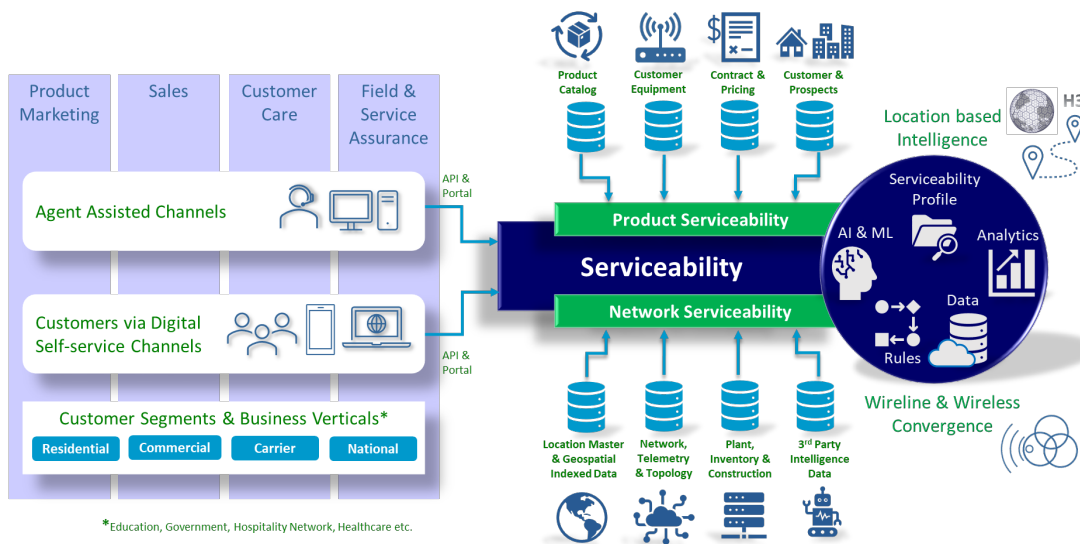 Product
Marketing
Sales
Customer
Care
Field &
Service
Assurance
Agent Assisted Channels
API &
Portal
Customers via Digital
Self-service Channels
API &
Portal
Customer Segments & Business Verticals*
Residential
Commercial
Carrier
National
*Education, Government, Hospitality Network, Healthcare etc.
Product
Catalog
Customer
Equipment
Contract &
Pricing
Customer &
Prospects
Product Serviceability
Serviceability
Network Serviceability
Location Master
& Geospatial
Indexed Data
Network,
Telemetry
& Topology
Plant,
Inventory &
Construction
3rd Party
Intelligence
Data
Location based
Intelligence
H3
Serviceability
Profile
AI & ML
Analytics
Data
Rules
Wireline & Wireless
Convergence